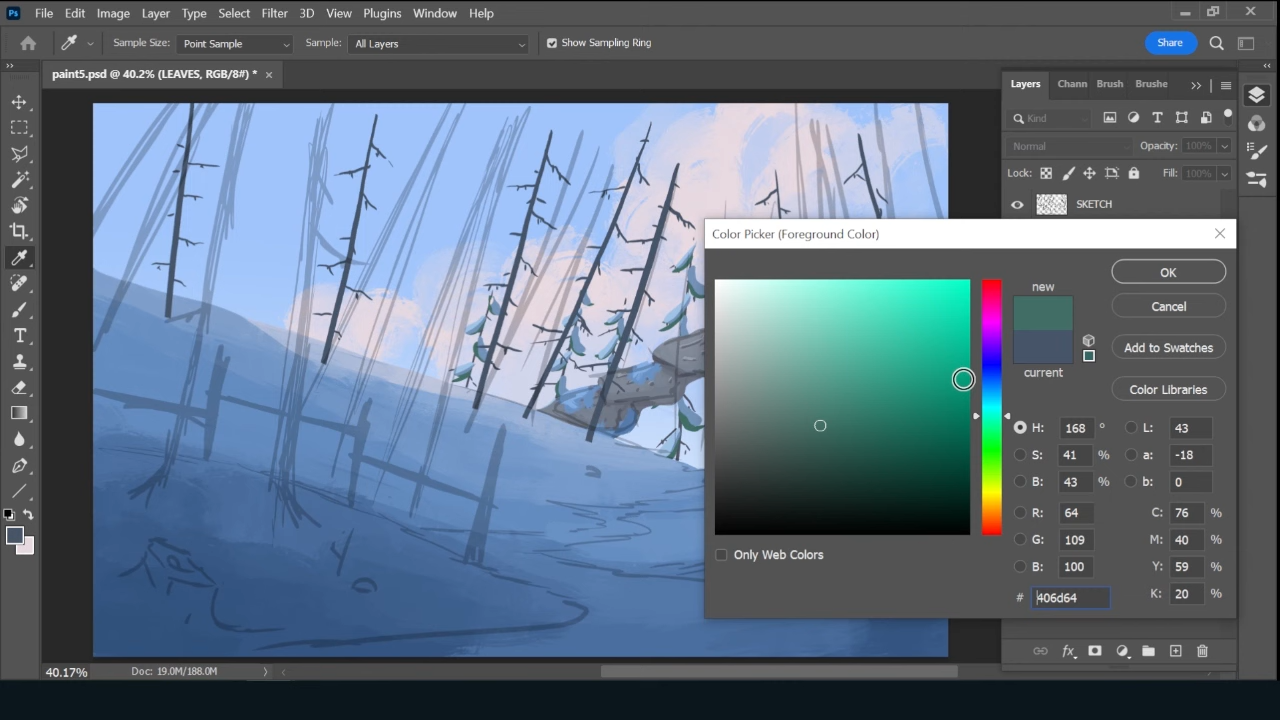 Ps File Edit Image Layer Type Select Filter 3D View Plugins Window Help
Sample Size: Point Sample Sample: All Layers Show Sampling Ring Share
paint5.psd @ 40.2% (LEAVES, RGB/8#) *
Layers Chann Brush Brushe
Kind
Normal Opacity: 100%
Lock: Fill: 100%
SKETCH
Color Picker (Foreground Color)
new
current
OK
Cancel
Add to Swatches
Color Libraries
H: 168 ° L: 43
S: 41 % a: -18
B: 43 % b: 0
R: 64 C: 76 %
G: 109 M: 40 %
B: 100 Y: 59 %
# 406d64 K: 20 %
Only Web Colors
fx
40.17% Doc: 19.0M/188.0M